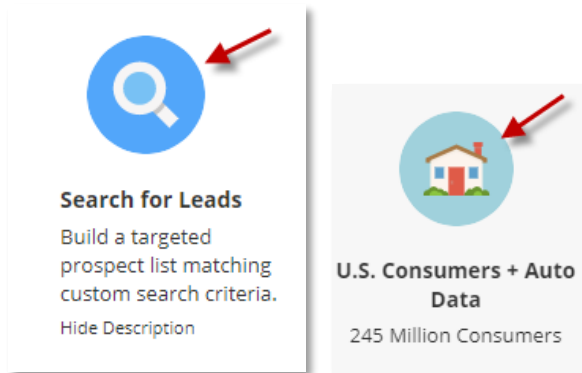 Search for Leads
Build a targeted
prospect list matching
custom search criteria.
Hide Description
U.S. Consumers + Auto
Data
245 Million Consumers